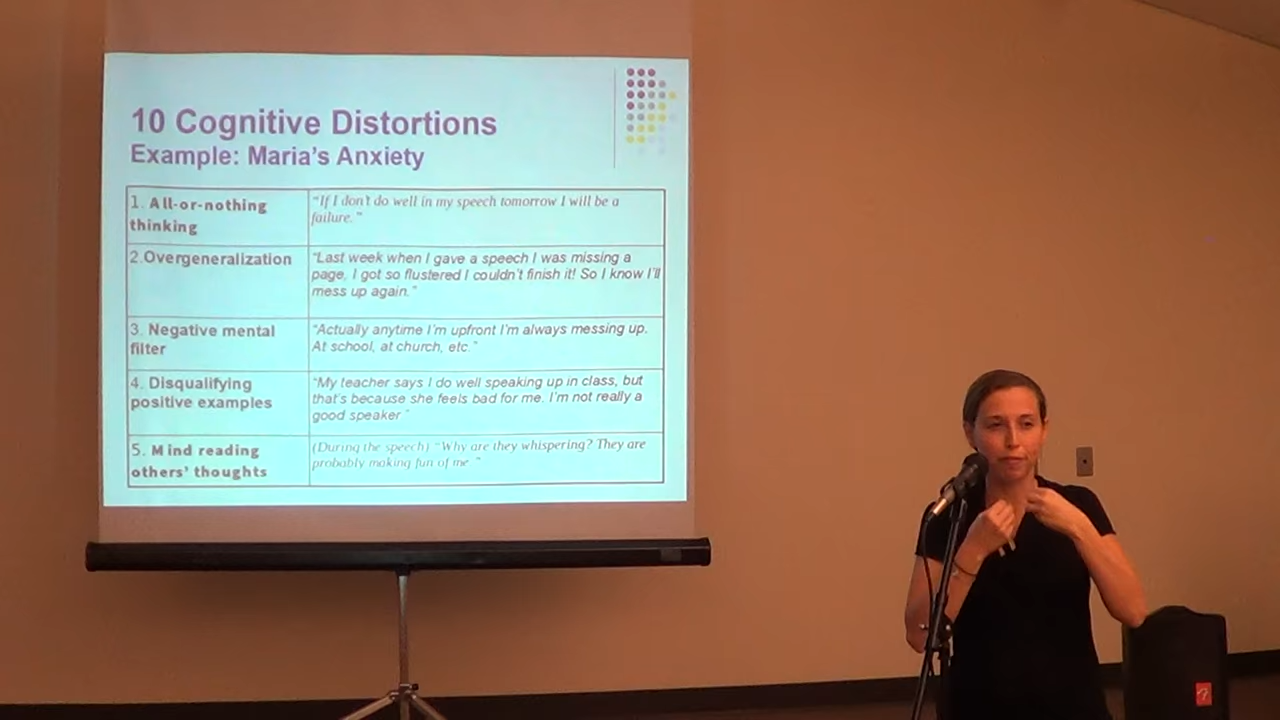 10 Cognitive Distortions
Example: Maria's Anxiety
1. All-or-nothing
thinking
"If I don't do well in my speech tomorrow I will be a
failure."
2.Overgeneralization
"Last week when I gave a speech I was missing a
page. I got so flustered I couldn't finish it! So I know I'll
mess up again."
3. Negative mental
filter
"Actually anytime I'm upfront I'm always messing up.
At school, at church, etc."
4. Disqualifying
positive examples
"My teacher says I do well speaking up in class, but
that's because she feels bad for me. I'm not really a
good speaker"
5. Mind reading
others' thoughts
(During the speech) "Why are they whispering? They are
probably making fun of me."